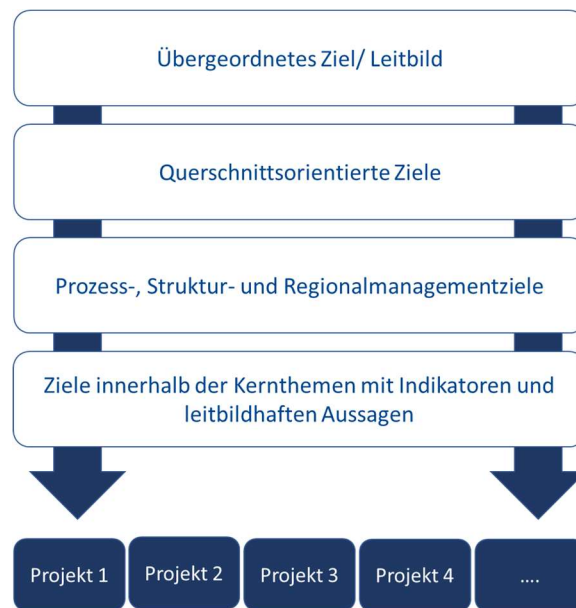 Übergeordnetes Ziel/ Leitbild
Querschnittsorientierte Ziele
Prozess-, Struktur- und Regionalmanagementziele
Ziele innerhalb der Kernthemen mit Indikatoren und
leitbildhaften Aussagen
Projekt 1
Projekt 2
Projekt 3
Projekt 4
....